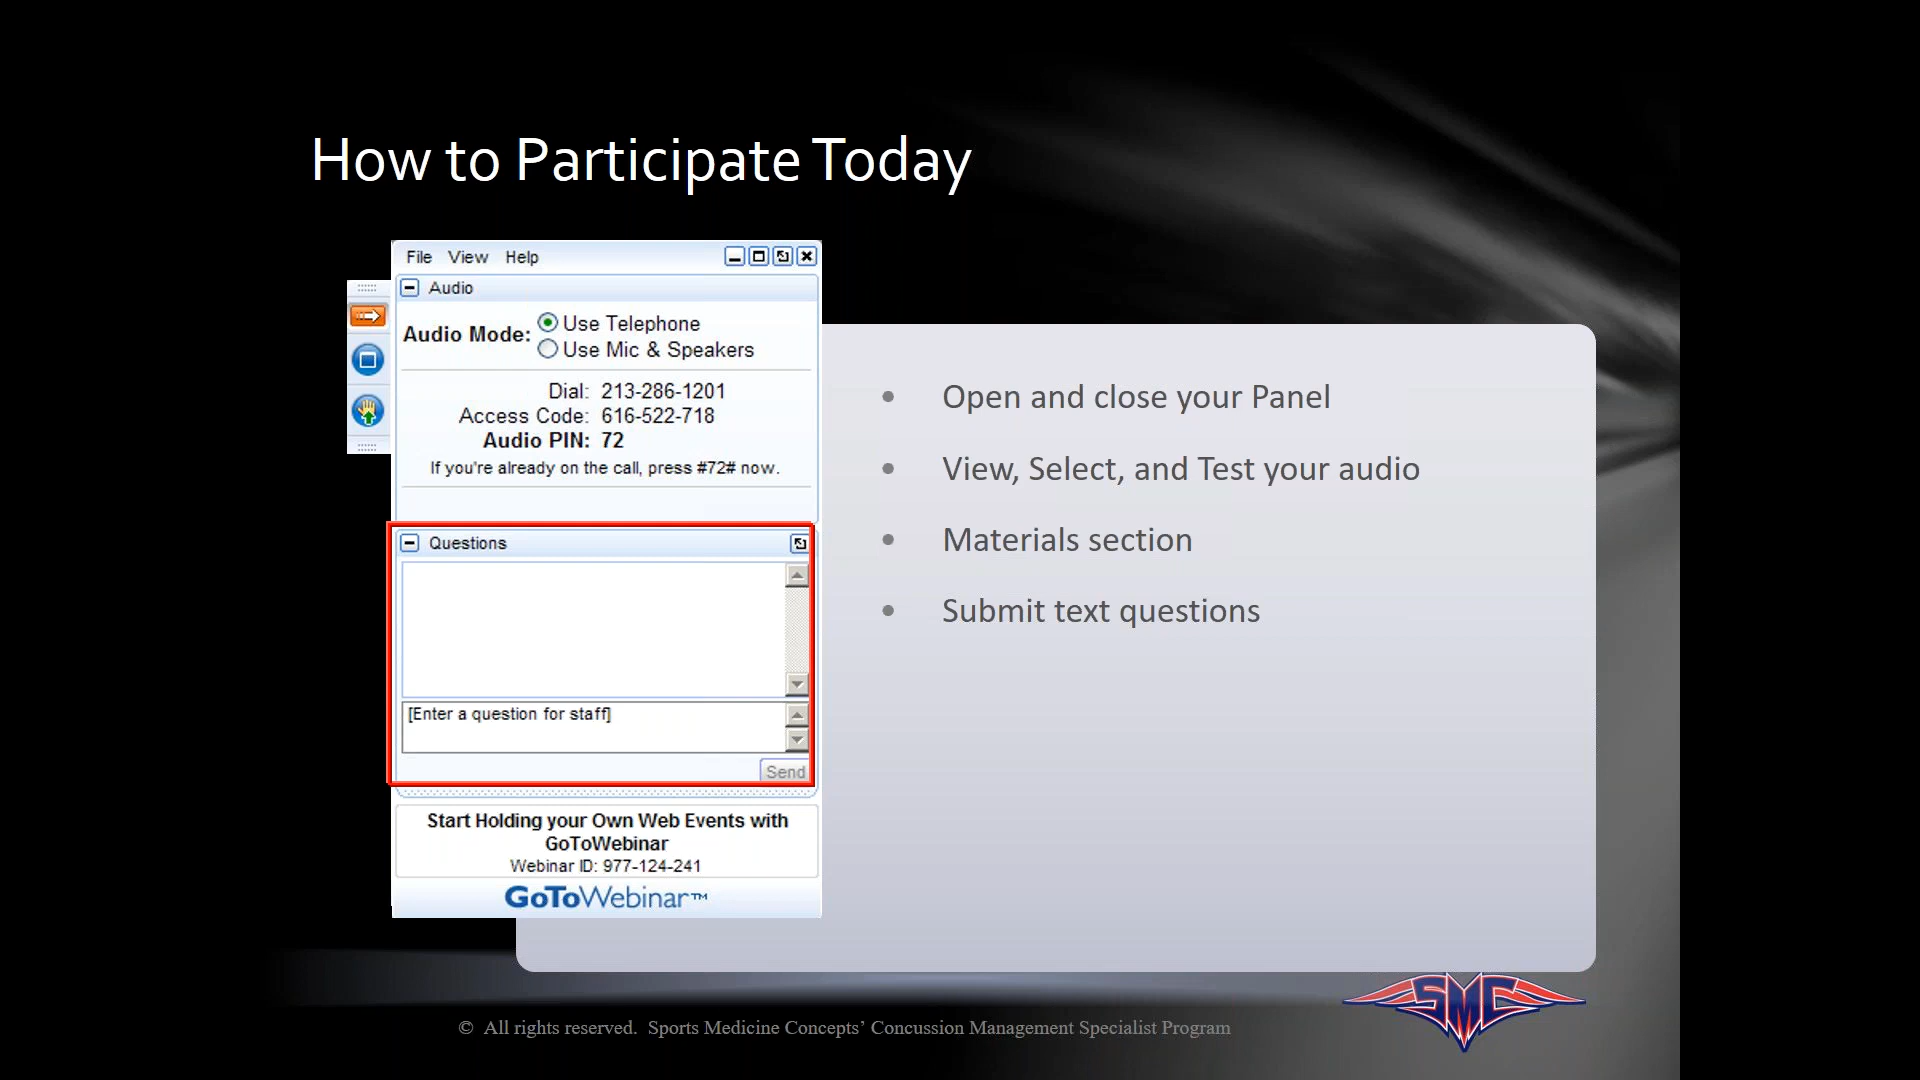 How to Participate Today
File View Help
Audio
Audio Mode:
Use Telephone
Use Mic & Speakers
Dial: 213-286-1201
Access Code: 616-522-718
Audio PIN: 72
If you're already on the call, press #72# now.
Questions
[Enter a question for staff]
Send
Start Holding your Own Web Events with
GoToWebinar
Webinar ID: 977-124-241
GoToWebinar™
• Open and close your Panel
• View, Select, and Test your audio
• Materials section
• Submit text questions
© All rights reserved. Sports Medicine Concepts’ Concussion Management Specialist Program
SMC